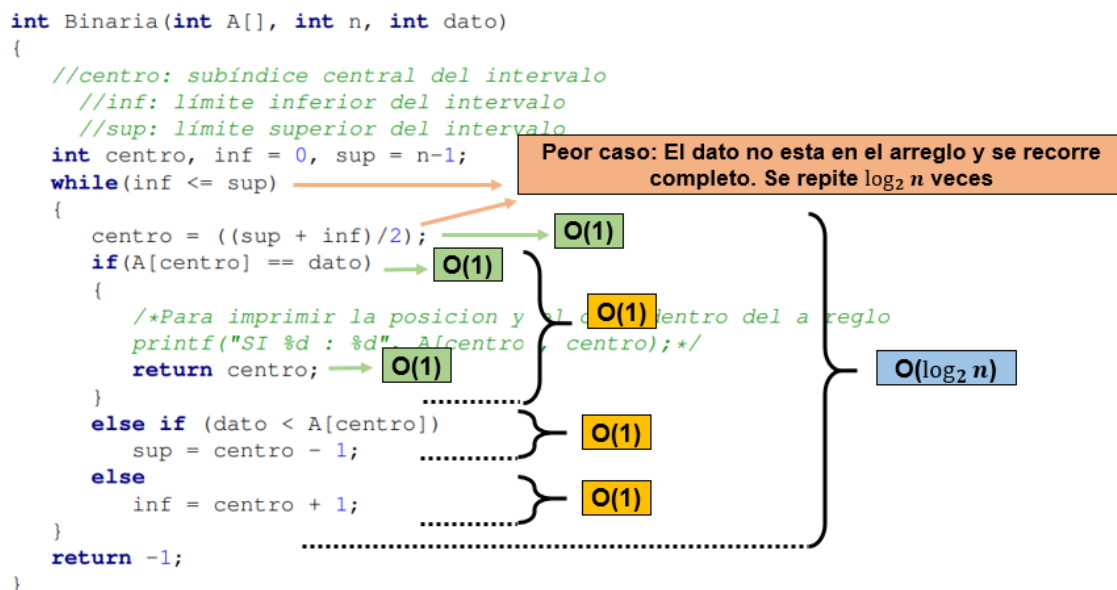 int Binaria(int A[], int n, int dato)
{
//centro: subíndice central del intervalo
//inf: límite inferior del intervalo
//sup: límite superior del intervalo
int centro, inf = 0, sup = n-1;
Peor caso: El dato no esta en el arreglo y se recorre
completo. Se repite log₂ n veces
while(inf <= sup)
{
centro = ((sup + inf)/2);
O(1)
if(A[centro] == dato)
O(1)
{
/*Para imprimir la posicion y el dentro del a reglo
O(1)
printf("SI %d : %d", A[centro , centro);*/
return centro;
O(1)
O(log₂ n)
}
else if (dato < A[centro])
O(1)
sup = centro - 1;
else
O(1)
inf = centro + 1;
}
return -1;
}